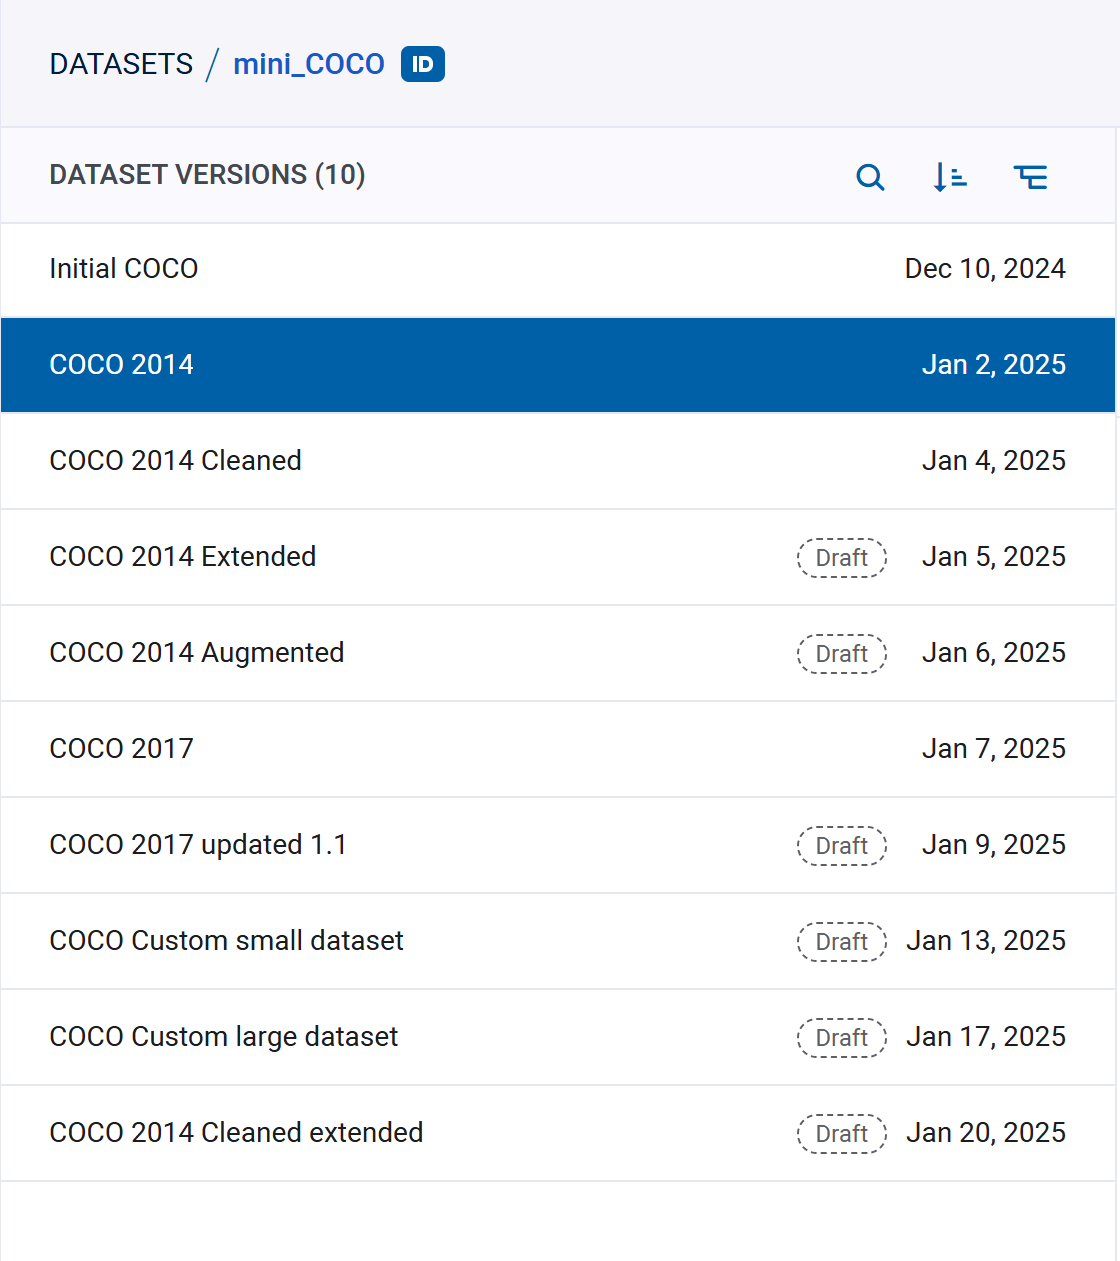 DATASETS / mini_COCO ID
DATASET VERSIONS (10)
Initial COCO Dec 10, 2024
COCO 2014 Jan 2, 2025
COCO 2014 Cleaned Jan 4, 2025
COCO 2014 Extended Draft Jan 5, 2025
COCO 2014 Augmented Draft Jan 6, 2025
COCO 2017 Jan 7, 2025
COCO 2017 updated 1.1 Draft Jan 9, 2025
COCO Custom small dataset Draft Jan 13, 2025
COCO Custom large dataset Draft Jan 17, 2025
COCO 2014 Cleaned extended Draft Jan 20, 2025